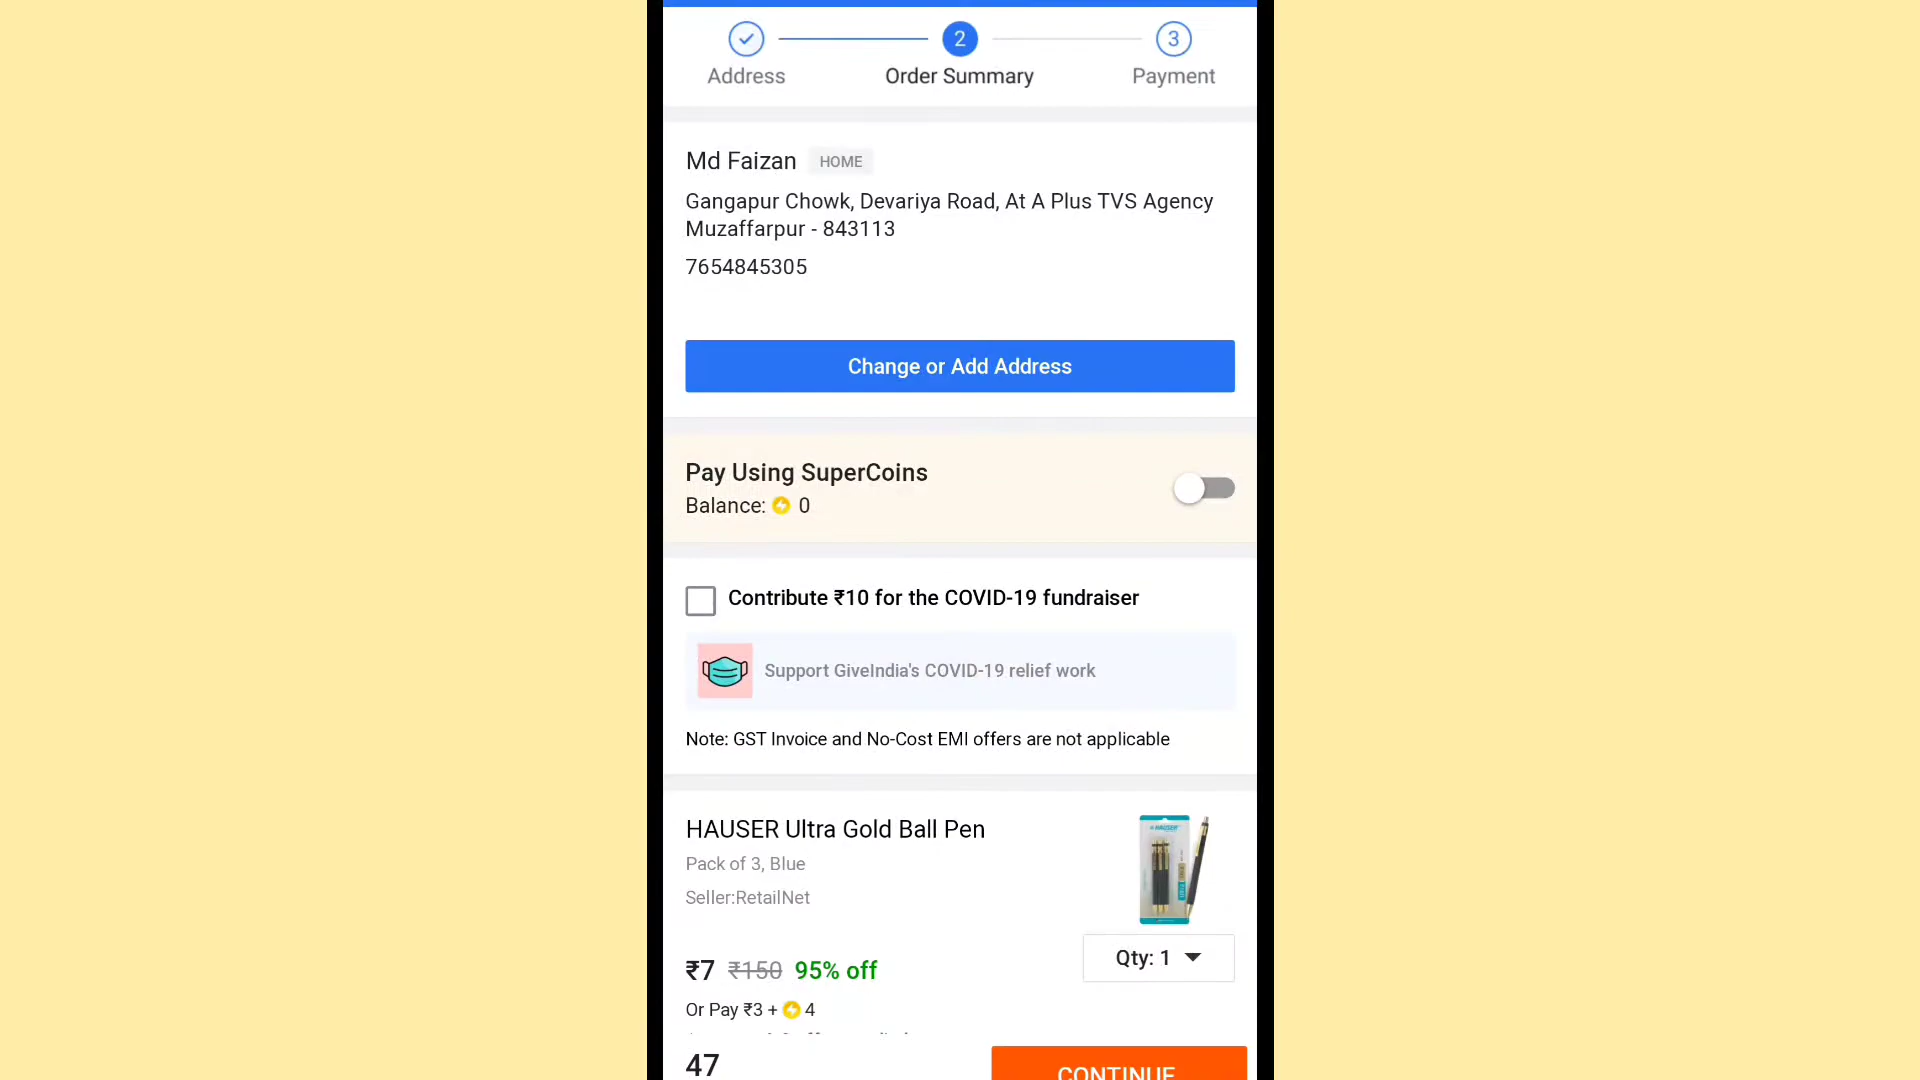 2 3
Address Order Summary Payment
Md Faizan HOME
Gangapur Chowk, Devariya Road, At A Plus TVS Agency
Muzaffarpur - 843113
7654845305
Change or Add Address
Pay Using SuperCoins
Balance: 0
Contribute ₹10 for the COVID-19 fundraiser
Support GiveIndia's COVID-19 relief work
Note: GST Invoice and No-Cost EMI offers are not applicable
HAUSER Ultra Gold Ball Pen
HAUSER
Pack of 3, Blue
Seller:RetailNet
Qty: 1
₹7 ₹150 95% off
Or Pay ₹3 + 4
47
CONTINUE